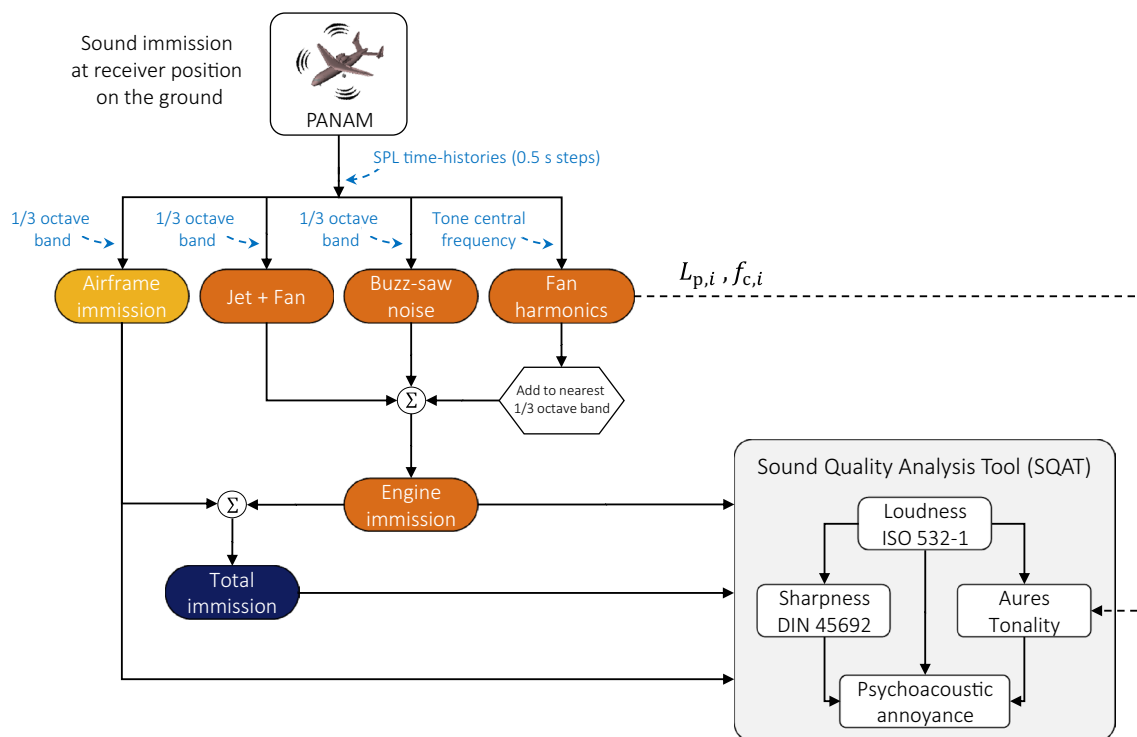 Sound immission
at receiver position
on the ground
PANAM
SPL time-histories (0.5 s steps)
1/3 octave
band
1/3 octave
band
1/3 octave
band
Tone central
frequency
Airframe
immission
Jet + Fan
Buzz-saw
noise
Fan
harmonics
L_p,i , f_c,i
Add to nearest
1/3 octave band
Σ
Sound Quality Analysis Tool (SQAT)
Engine
immission
Σ
Loudness
ISO 532-1
Total
immission
Sharpness
DIN 45692
Aures
Tonality
Psychoacoustic
annoyance